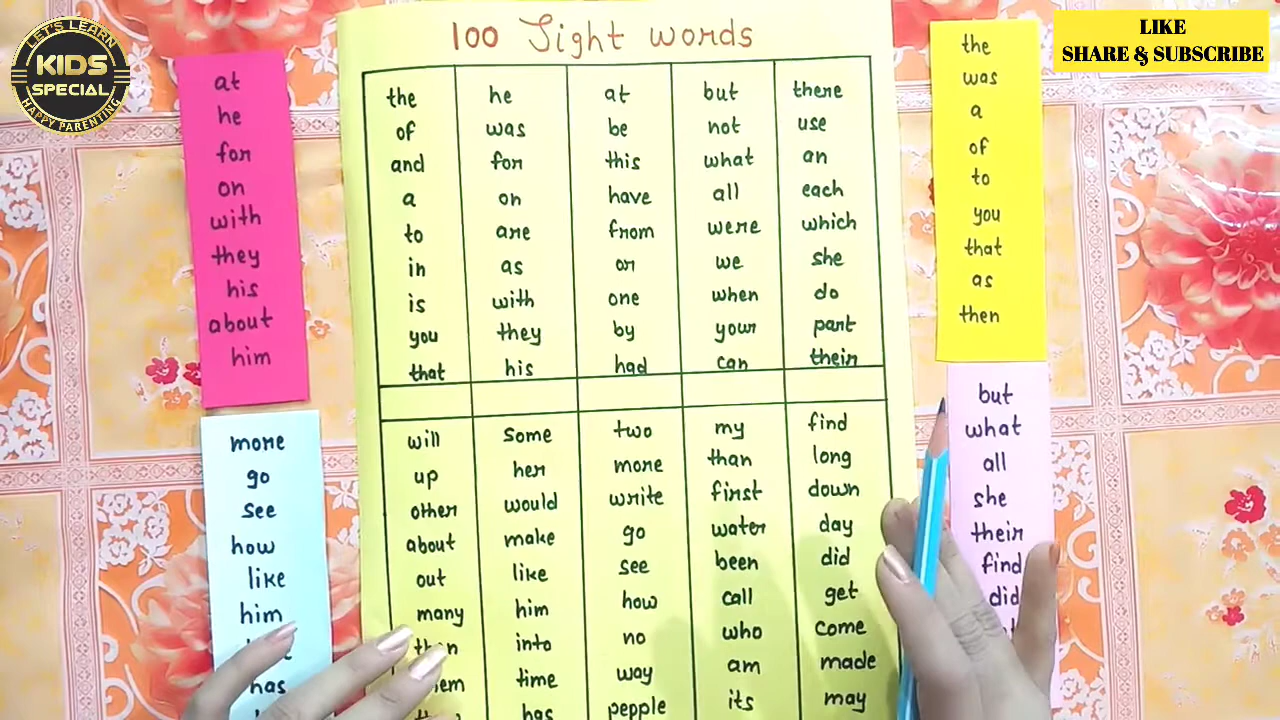 LET'S LEARN
KIDS
SPECIAL
HAPPY PARENTING
LIKE
SHARE & SUBSCRIBE
100 Sight words
the he at but there
of was be not use
and for this what an
a on have all each
to are from were which
in as or we she
is with one when do
you they by your part
that his had can their
will some two my find
up her more than long
other would write first down
about make go water day
out like see been did
many him how call get
into no who come
time way am made
has pepple its may
at
he
for
on
with
they
his
about
him
more
go
see
how
like
him
has
the
was
a
of
to
you
that
as
then
but
what
all
she
their
find
did